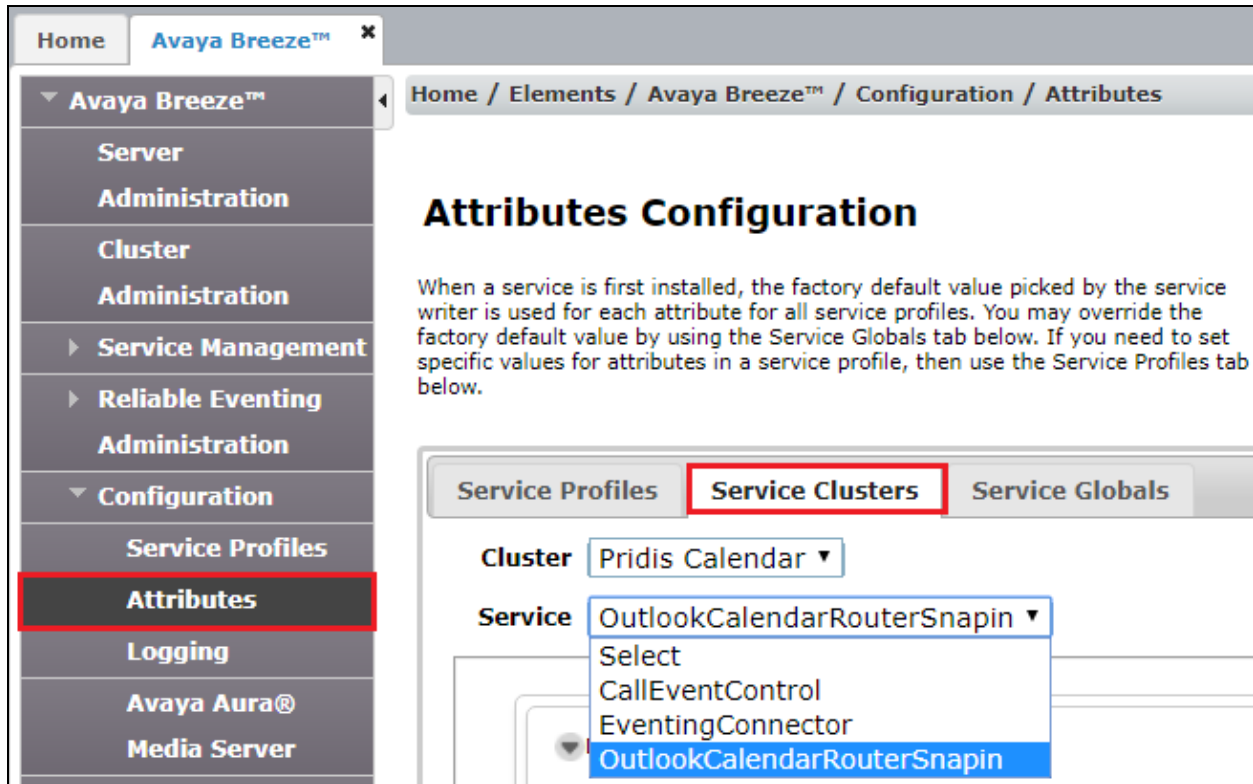 Home
Avaya Breeze™
Avaya Breeze™
Server
Administration
Cluster
Administration
Service Management
Reliable Eventing
Administration
Configuration
Service Profiles
Attributes
Logging
Avaya Aura®
Media Server
Home / Elements / Avaya Breeze™ / Configuration / Attributes
Attributes Configuration
When a service is first installed, the factory default value picked by the service
writer is used for each attribute for all service profiles. You may override the
factory default value by using the Service Globals tab below. If you need to set
specific values for attributes in a service profile, then use the Service Profiles tab
below.
Service Profiles
Service Clusters
Service Globals
Cluster Pridis Calendar
Service OutlookCalendarRouterSnapin
Select
CallEventControl
EventingConnector
OutlookCalendarRouterSnapin